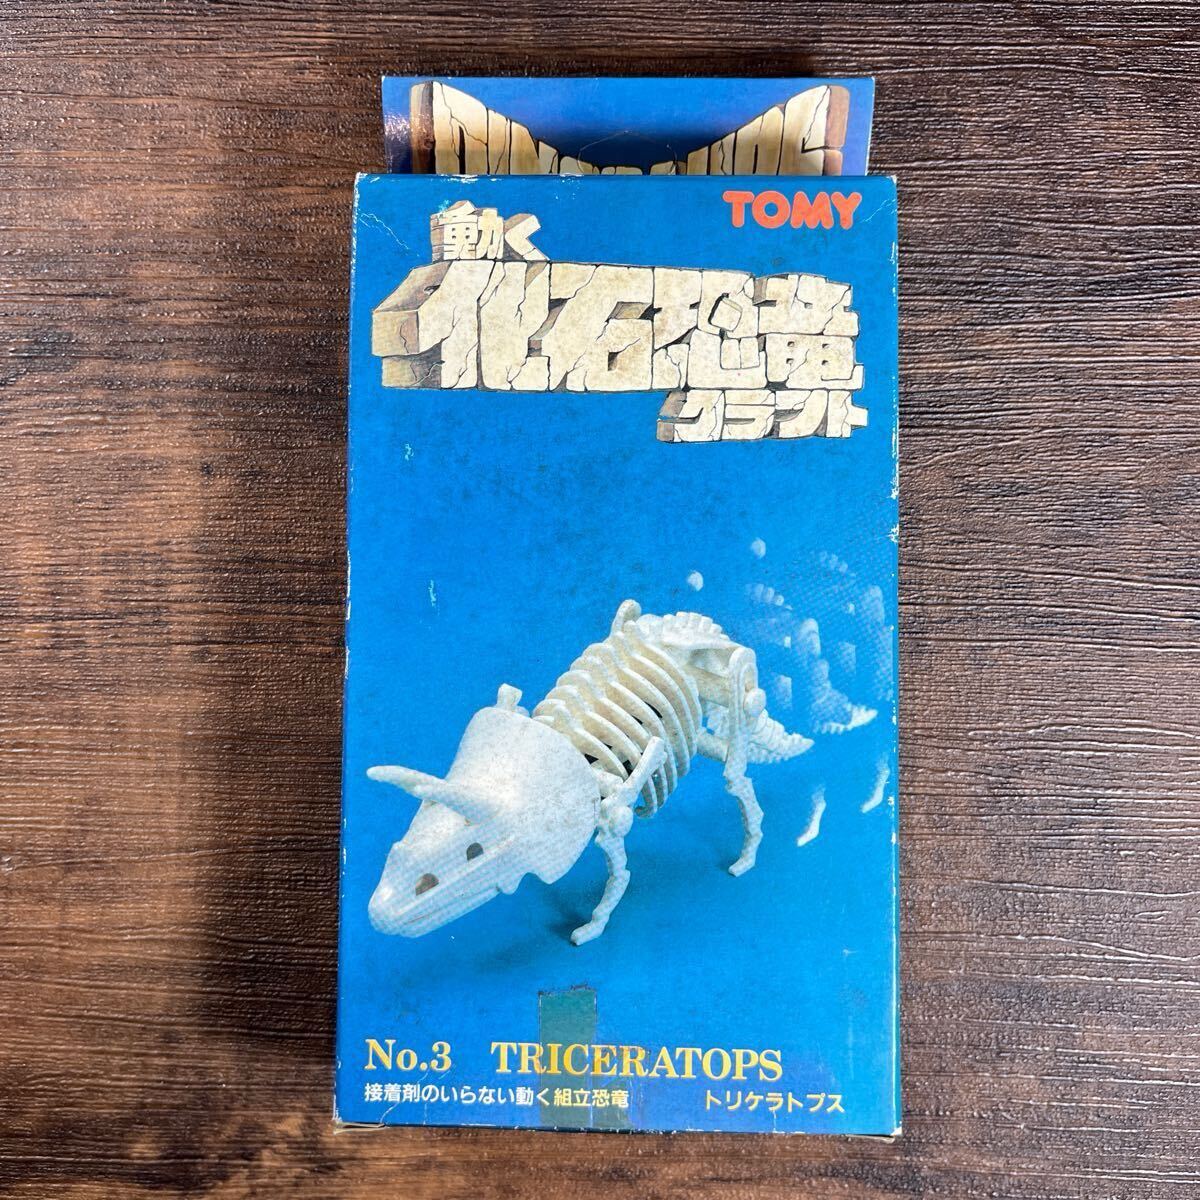 TOMY
動く
化石恐竜
クラフト
No.3 TRICERATOPS
接着剤のいらない動く組立恐竜 トリケラトプス